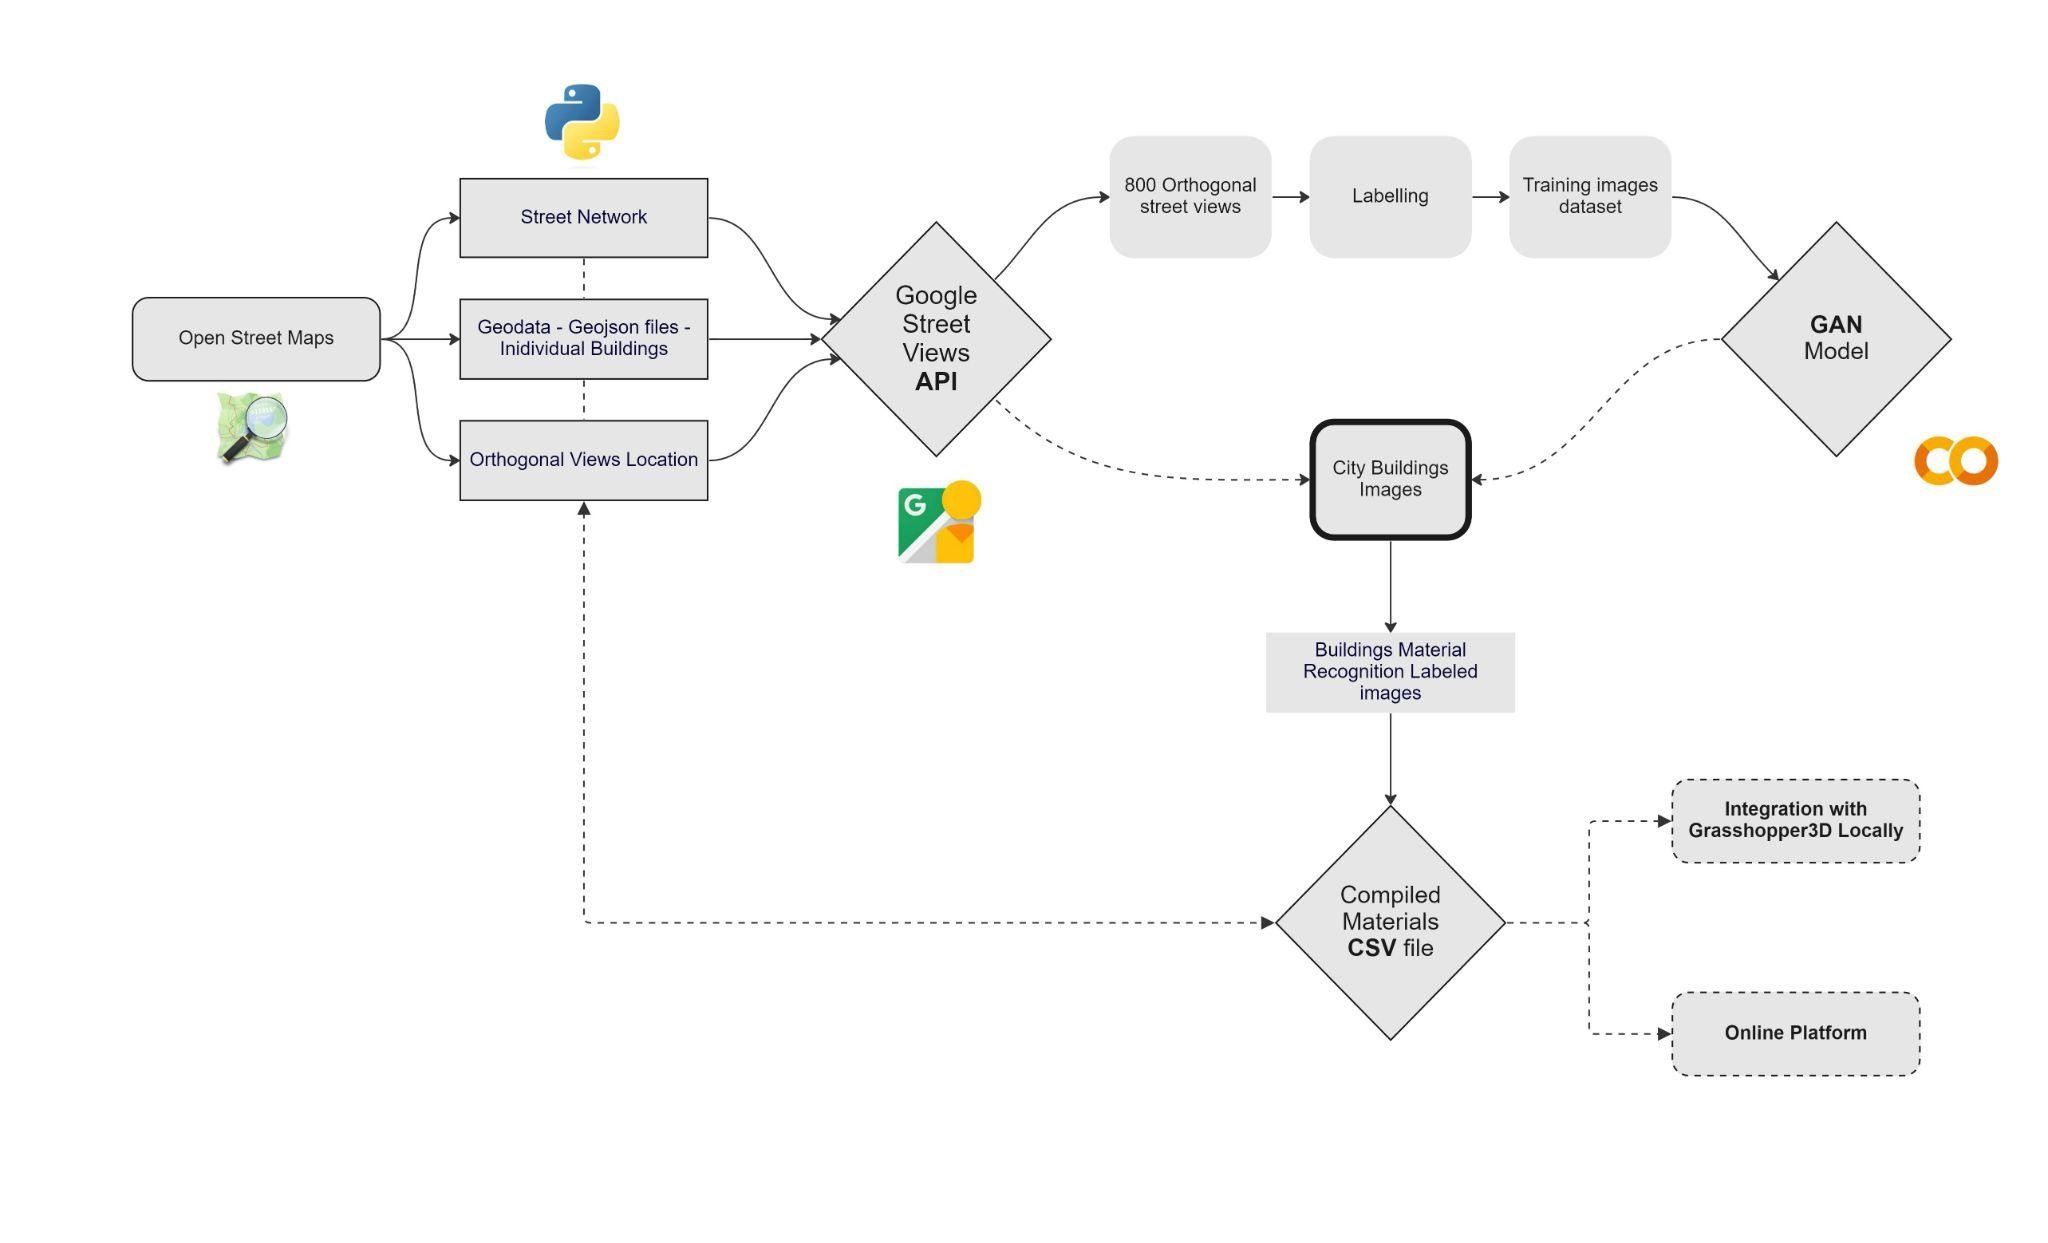 Street Network
Open Street Maps
Geodata - Geojson files -
Inidividual Buildings
Orthogonal Views Location
Google
Street
Views
API
G
800 Orthogonal
street views
Labelling
Training images
dataset
GAN
Model
City Buildings
Images
Buildings Material
Recognition Labeled
images
Compiled
Materials
CSV file
Integration with
Grasshopper3D Locally
Online Platform